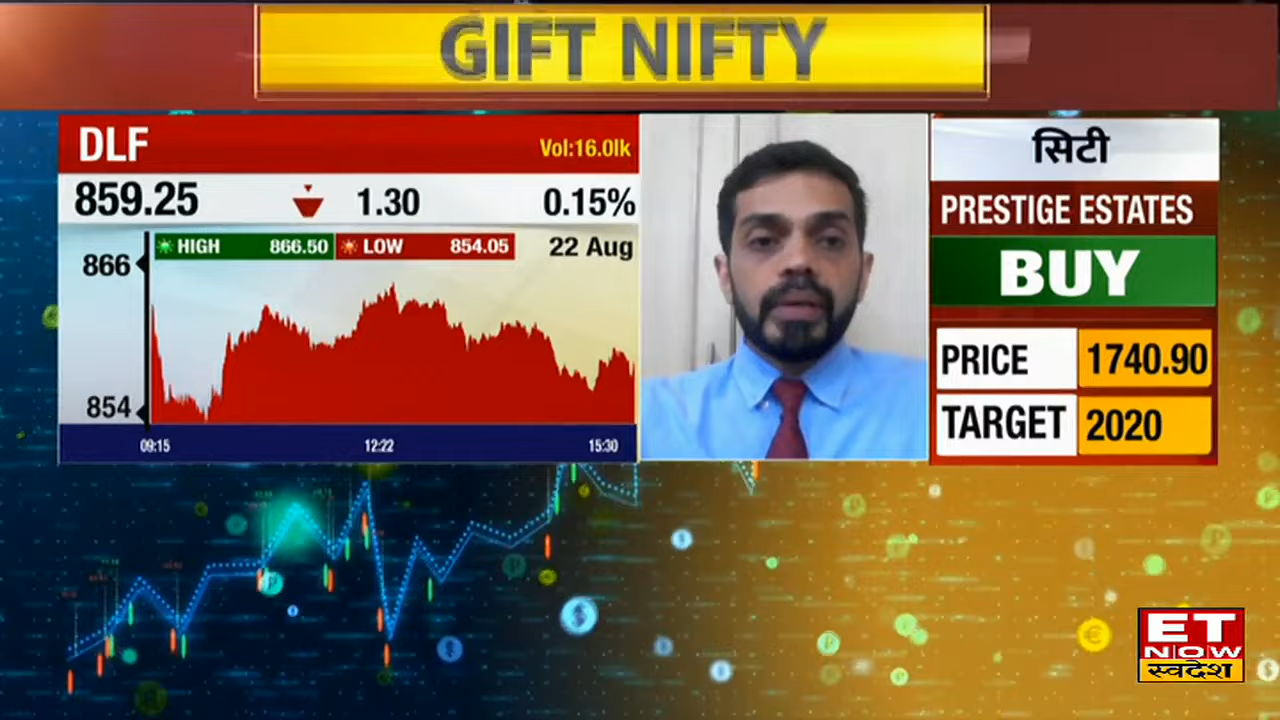 GIFT NIFTY
DLF
Vol:16.0lk
859.25
1.30
0.15%
HIGH 866.50
LOW 854.05
22 Aug
866
854
09:15
12:22
15:30
सिटी
PRESTIGE ESTATES
BUY
PRICE 1740.90
TARGET 2020
ET
NOW
स्वदेश